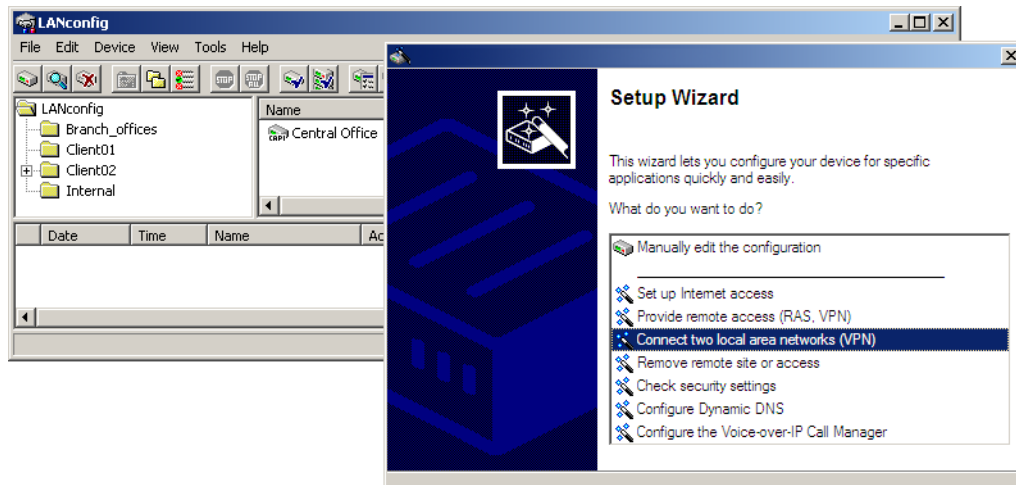 LANconfig
File Edit Device View Tools Help
LANconfig
Branch_offices
Client01
Client02
Internal
Name
Central Office
Date Time Name Ac
Setup Wizard
This wizard lets you configure your device for specific
applications quickly and easily.
What do you want to do?
Manually edit the configuration
Set up Internet access
Provide remote access (RAS, VPN)
Connect two local area networks (VPN)
Remove remote site or access
Check security settings
Configure Dynamic DNS
Configure the Voice-over-IP Call Manager